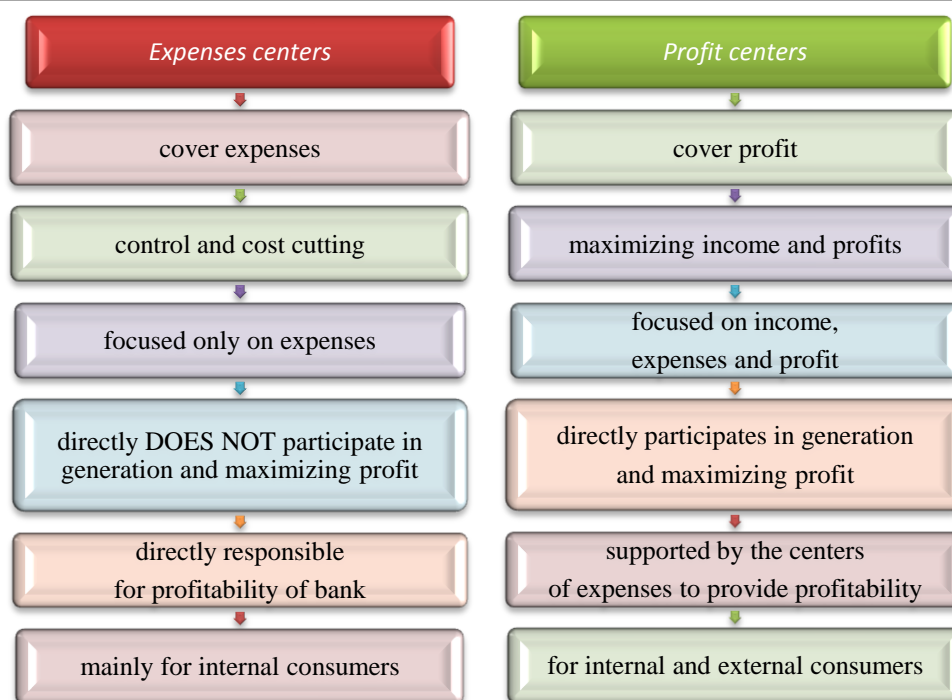 Expenses centers
cover expenses
control and cost cutting
focused only on expenses
directly DOES NOT participate in
generation and maximizing profit
directly responsible
for profitability of bank
mainly for internal consumers
Profit centers
cover profit
maximizing income and profits
focused on income,
expenses and profit
directly participates in generation
and maximizing profit
supported by the centers
of expenses to provide profitability
for internal and external consumers